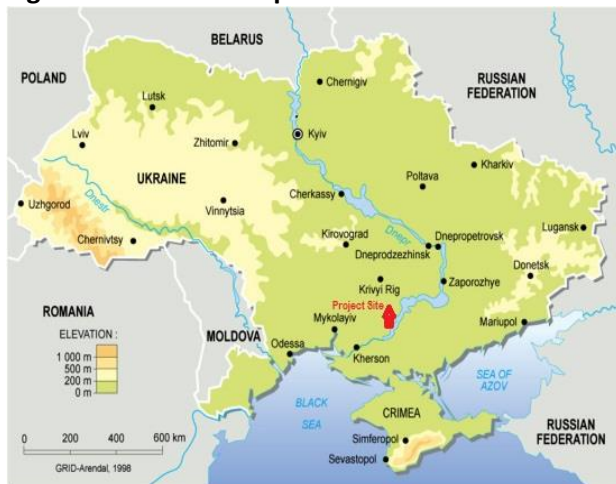 BELARUS
POLAND
RUSSIAN
FEDERATION
Chernigiv
Lutsk
Lviv
Zhitomir
Kyiv
Kharkiv
Poltava
UKRAINE
Cherkassy
Uzhgorod
Vinnytsia
Dnestr
Chernivtsy
Kirovograd
Dnepr
Dnepropetrovsk
Dneprodzezhinsk
Lugansk
Donetsk
Krivyi Rig
Zaporozhye
Project Site
ROMANIA
MOLDOVA
Mykolayiv
Mariupol
Odessa
Kherson
ELEVATION :
1 000 m
500 m
200 m
0 m
SEA OF
AZOV
BLACK
SEA
CRIMEA
RUSSIAN
FEDERATION
Simferopol
Sevastopol
0 200 400 600 km
GRID-Arendal, 1998
Don